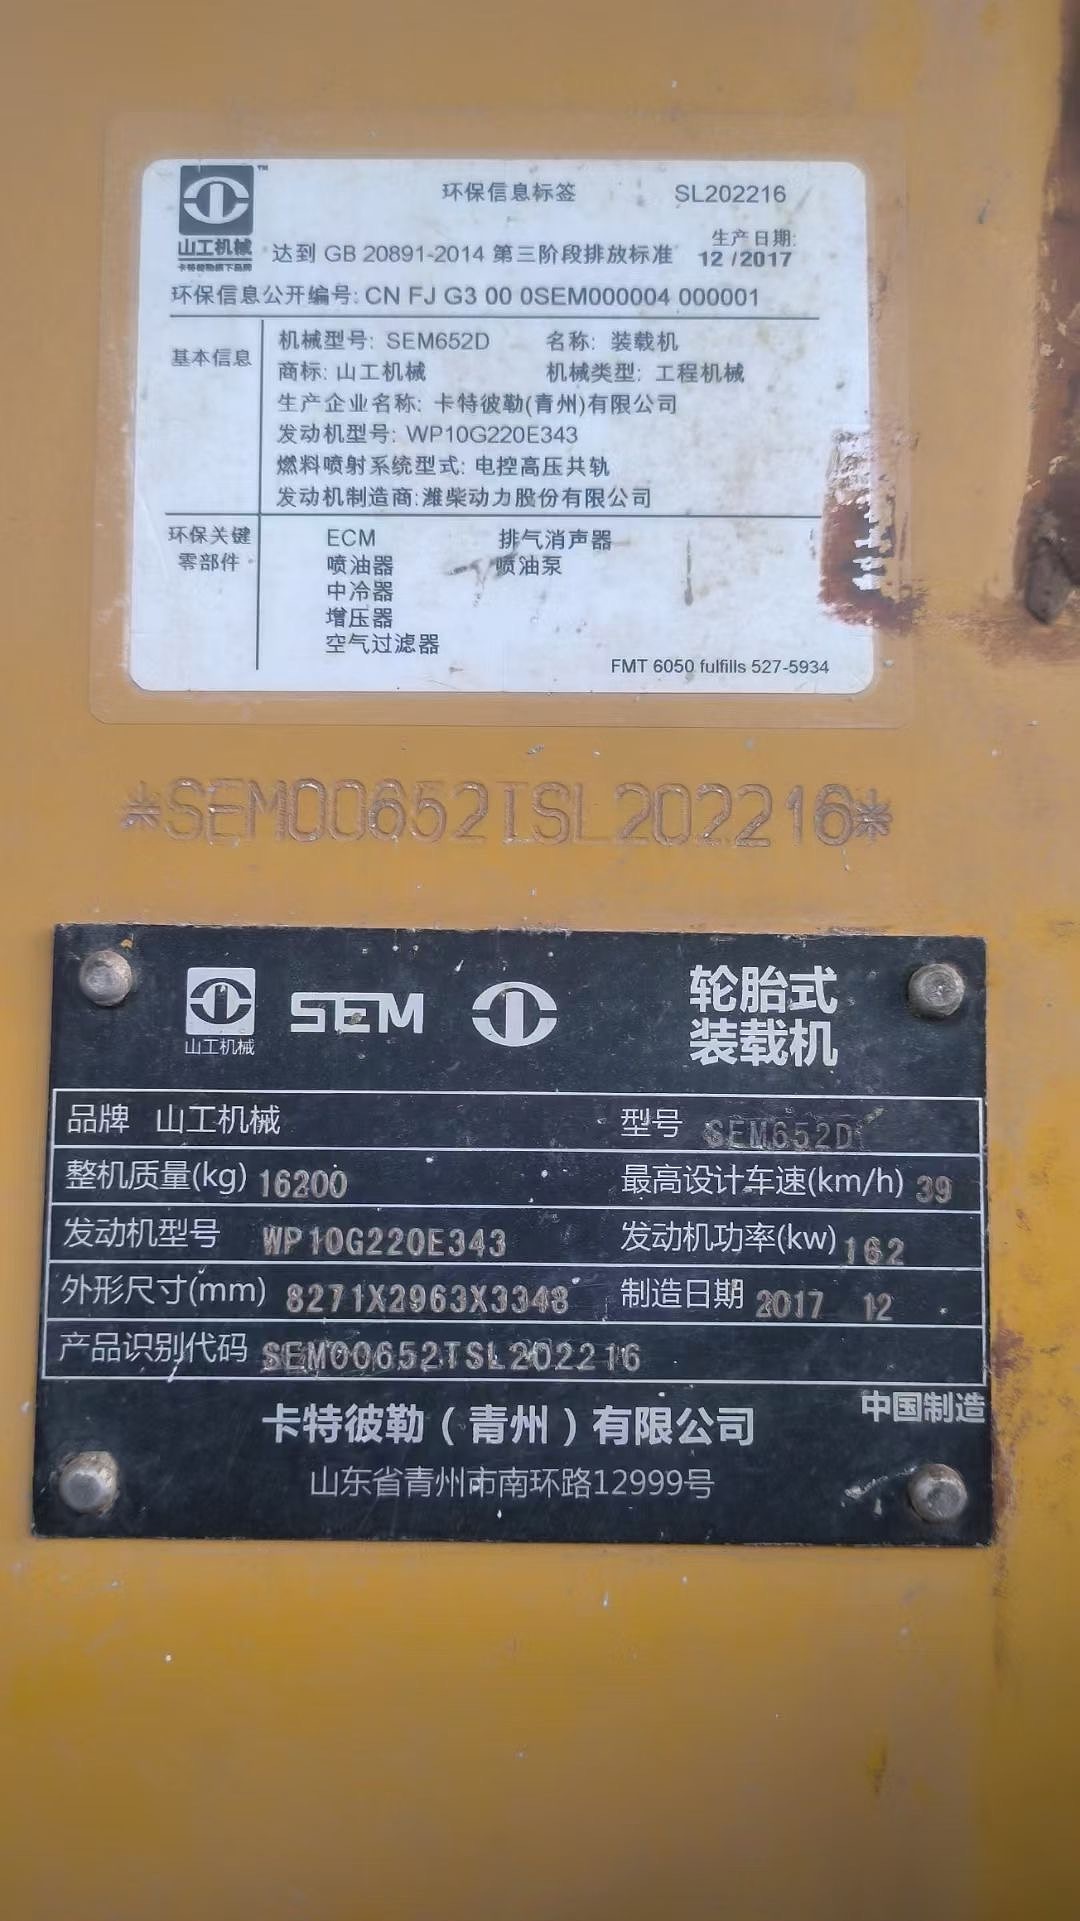 环保信息标签 SL202216
山工机械 TM
卡特彼勒旗下品牌
达到 GB 20891-2014 第三阶段排放标准
生产日期:
12 /2017
环保信息公开编号: CN FJ G3 00 0SEM000004 000001
基本信息
机械型号: SEM652D 名称: 装载机
商标: 山工机械 机械类型: 工程机械
生产企业名称: 卡特彼勒(青州)有限公司
发动机型号: WP10G220E343
燃料喷射系统型式: 电控高压共轨
发动机制造商:潍柴动力股份有限公司
环保关键
零部件
ECM 排气消声器
喷油器 喷油泵
中冷器
增压器
空气过滤器
FMT 6050 fulfills 527-5934
*SEM00652TSL202216*
山工机械
SEM
轮胎式
装载机
品牌 山工机械 型号 SEM652D
整机质量(kg) 16200 最高设计车速(km/h) 39
发动机型号 WP10G220E343 发动机功率(kw) 162
外形尺寸(mm) 8271X2963X3348 制造日期 2017 12
产品识别代码 SEM00652TSL202216
中国制造
卡特彼勒（青州）有限公司
山东省青州市南环路12999号